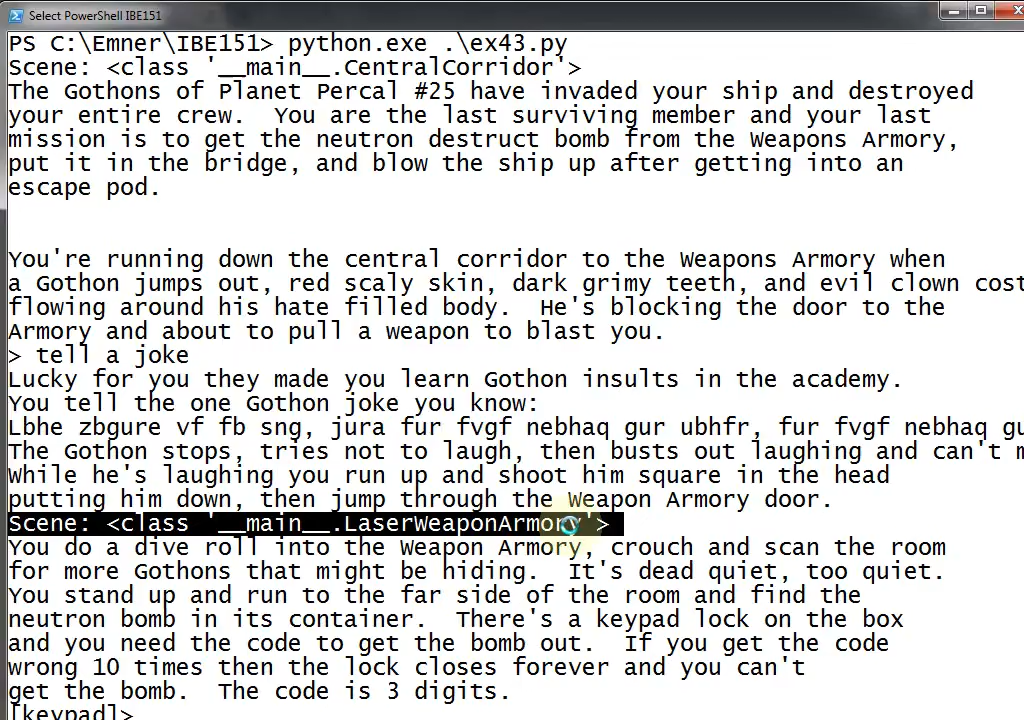 Select PowerShell IBE151
PS C:\Emner\IBE151> python.exe .\ex43.py
Scene: <class '__main__.CentralCorridor'>
The Gothons of Planet Percal #25 have invaded your ship and destroyed
your entire crew.  You are the last surviving member and your last
mission is to get the neutron destruct bomb from the Weapons Armory,
put it in the bridge, and blow the ship up after getting into an
escape pod.
You're running down the central corridor to the Weapons Armory when
a Gothon jumps out, red scaly skin, dark grimy teeth, and evil clown cost
flowing around his hate filled body.  He's blocking the door to the
Armory and about to pull a weapon to blast you.
> tell a joke
Lucky for you they made you learn Gothon insults in the academy.
You tell the one Gothon joke you know:
Lbhe zbgure vf fb sng, jura fur fvgf nebhaq gur ubhfr, fur fvgf nebhaq gu
The Gothon stops, tries not to laugh, then busts out laughing and can't m
While he's laughing you run up and shoot him square in the head
putting him down, then jump through the Weapon Armory door.
Scene: <class '__main__.LaserWeaponArmory'>
You do a dive roll into the Weapon Armory, crouch and scan the room
for more Gothons that might be hiding.  It's dead quiet, too quiet.
You stand up and run to the far side of the room and find the
neutron bomb in its container.  There's a keypad lock on the box
and you need the code to get the bomb out.  If you get the code
wrong 10 times then the lock closes forever and you can't
get the bomb.  The code is 3 digits.
[keypad]>